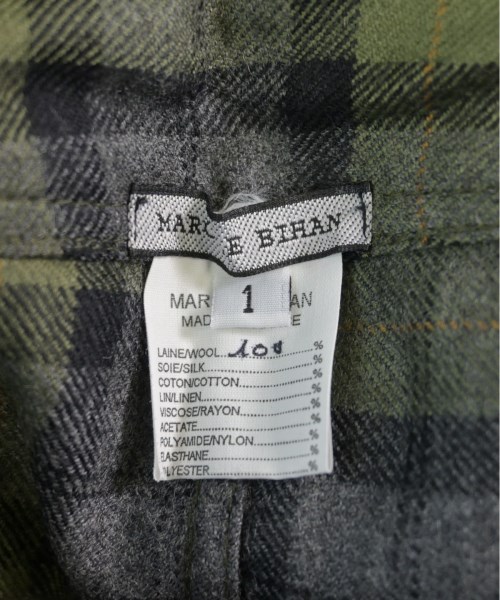 MARC E BIHAN
1
MAR AN
MAD E
LAINE/WOOL 100 %
SOIE/SILK %
COTON/COTTON %
LIN/LINEN %
VISCOSE/RAYON %
ACETATE %
POLYAMIDE/NYLON %
ELASTHANE %
POLYESTER %